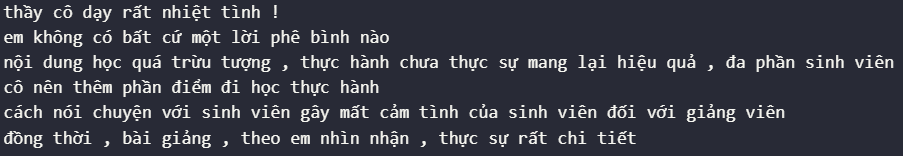 thầy cô dạy rất nhiệt tình !
em không có bất cứ một lời phê bình nào
nội dung học quá trừu tượng , thực hành chưa thực sự mang lại hiệu quả , đa phần sinh viên
cô nên thêm phần điểm đi học thực hành
cách nói chuyện với sinh viên gây mất cảm tình của sinh viên đối với giảng viên
đồng thời , bài giảng , theo em nhìn nhận , thực sự rất chi tiết